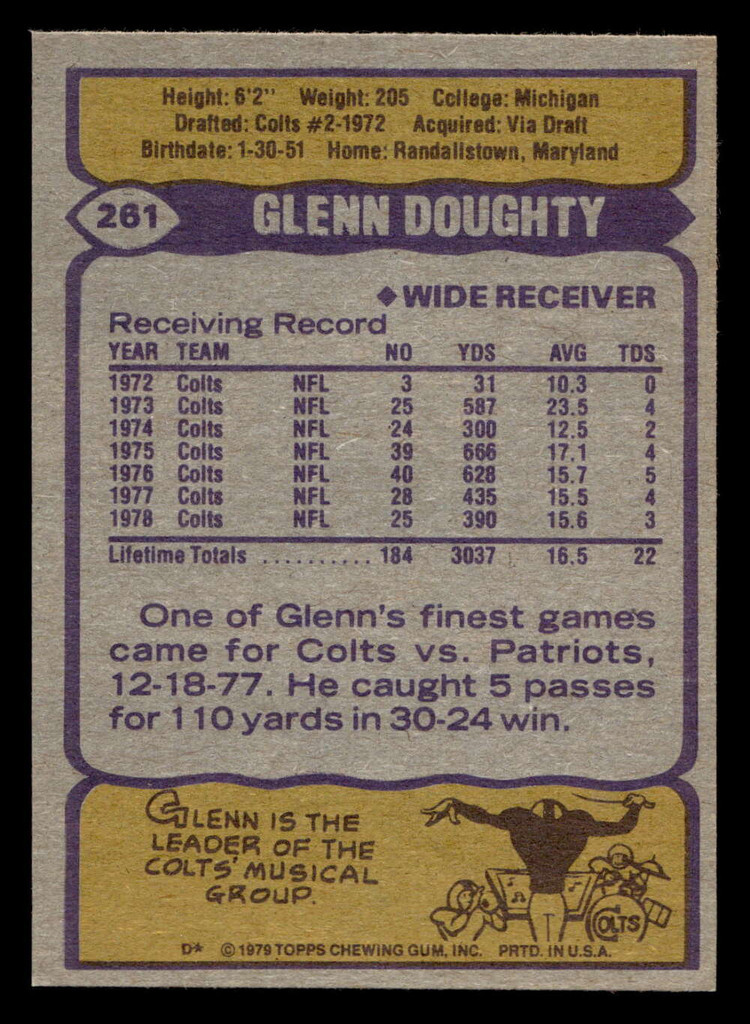 Height: 6'2" Weight: 205 College: Michigan
Drafted: Colts #2-1972 Acquired: Via Draft
Birthdate: 1-30-51 Home: Randallstown, Maryland
261 GLENN DOUGHTY
◆WIDE RECEIVER
Receiving Record
YEAR TEAM NO YDS AVG TDS
1972 Colts NFL 3 31 10.3 0
1973 Colts NFL 25 587 23.5 4
1974 Colts NFL 24 300 12.5 2
1975 Colts NFL 39 666 17.1 4
1976 Colts NFL 40 628 15.7 5
1977 Colts NFL 28 435 15.5 4
1978 Colts NFL 25 390 15.6 3
Lifetime Totals .......... 184 3037 16.5 22
One of Glenn's finest games
came for Colts vs. Patriots,
12-18-77. He caught 5 passes
for 110 yards in 30-24 win.
GLENN IS THE
LEADER OF THE
COLTS' MUSICAL
GROUP.
COLTS
D* © 1979 TOPPS CHEWING GUM, INC. PRTD. IN U.S.A.